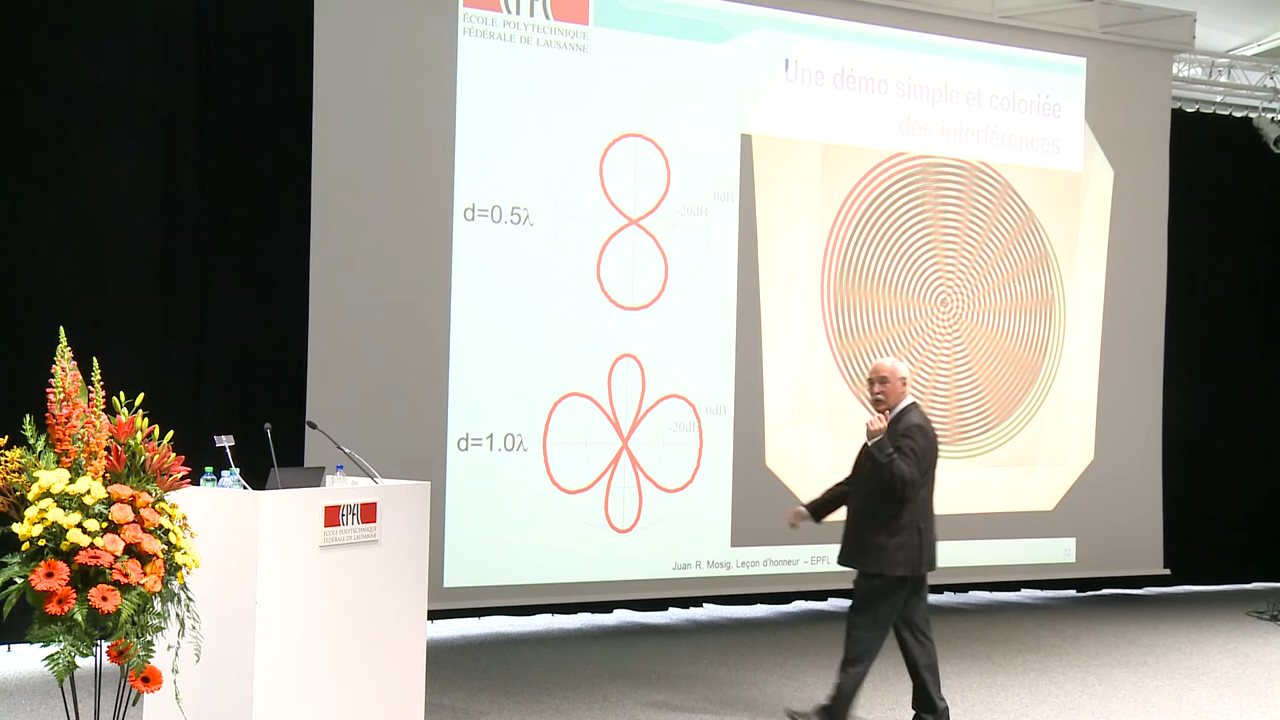 EPFL
ÉCOLE POLYTECHNIQUE
FÉDÉRALE DE LAUSANNE
Une démo simple et coloriée
des interférences
0dB
-20dB
d=0.5λ
0dB
-20dB
d=1.0λ
EPFL
ÉCOLE POLYTECHNIQUE
FÉDÉRALE DE LAUSANNE
Juan R. Mosig, Leçon d'honneur – EPFL